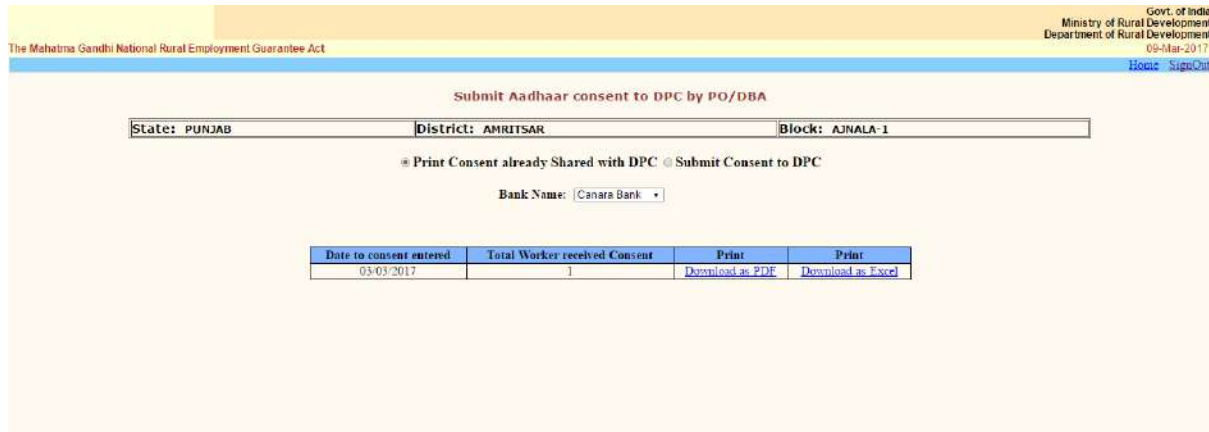 Govt. of India
Ministry of Rural Development
Department of Rural Development
The Mahatma Gandhi National Rural Employment Guarantee Act 09-Mar-2017
Home SignOut
Submit Aadhaar consent to DPC by PO/DBA
State: PUNJAB District: AMRITSAR Block: AJNALA-1
Print Consent already Shared with DPC Submit Consent to DPC
Bank Name: Canara Bank
Date to consent entered Total Worker received Consent Print Print
03/03/2017 1 Download as PDF Download as Excel